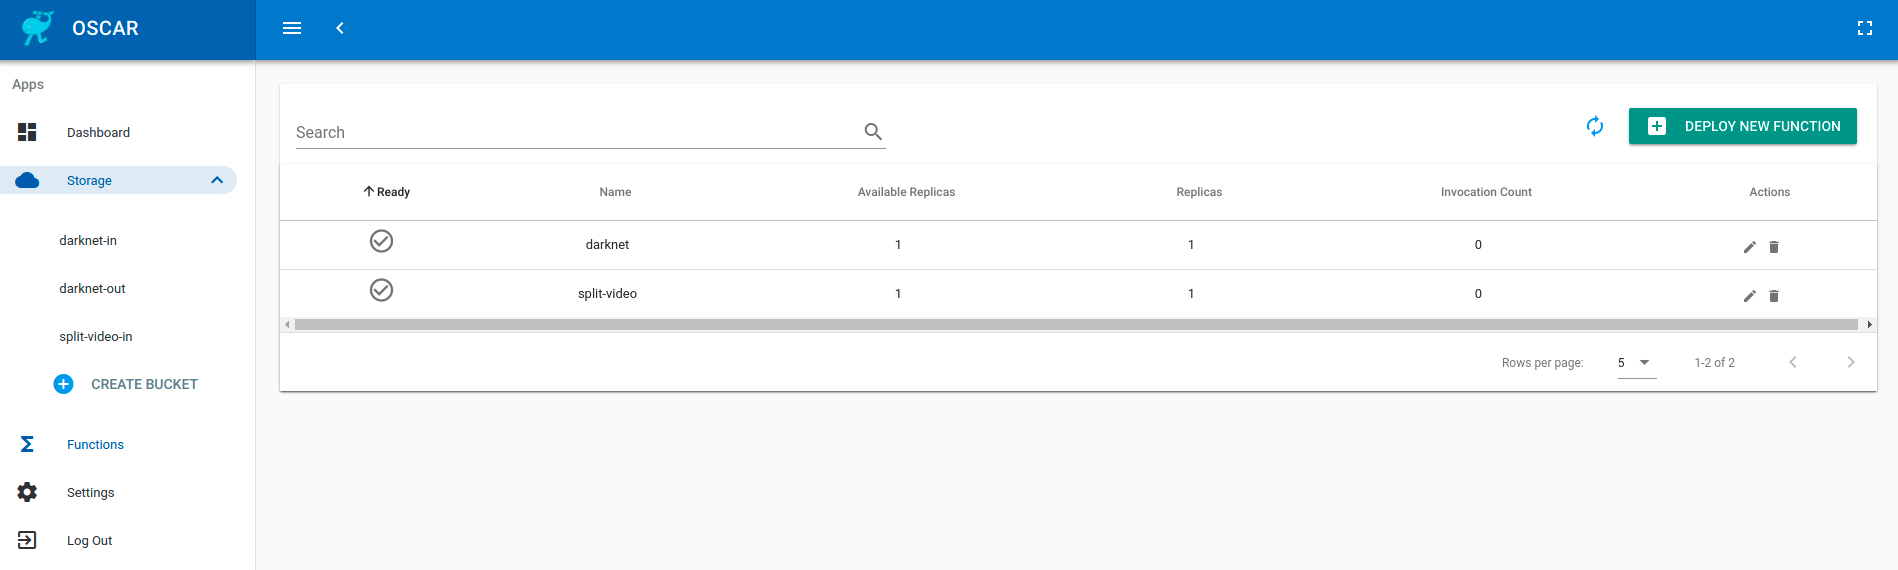 OSCAR
Apps
Dashboard
Storage
darknet-in
darknet-out
split-video-in
CREATE BUCKET
Functions
Settings
Log Out
Search
DEPLOY NEW FUNCTION
Ready Name Available Replicas Replicas Invocation Count Actions
darknet 1 1 0
split-video 1 1 0
Rows per page: 5 1-2 of 2